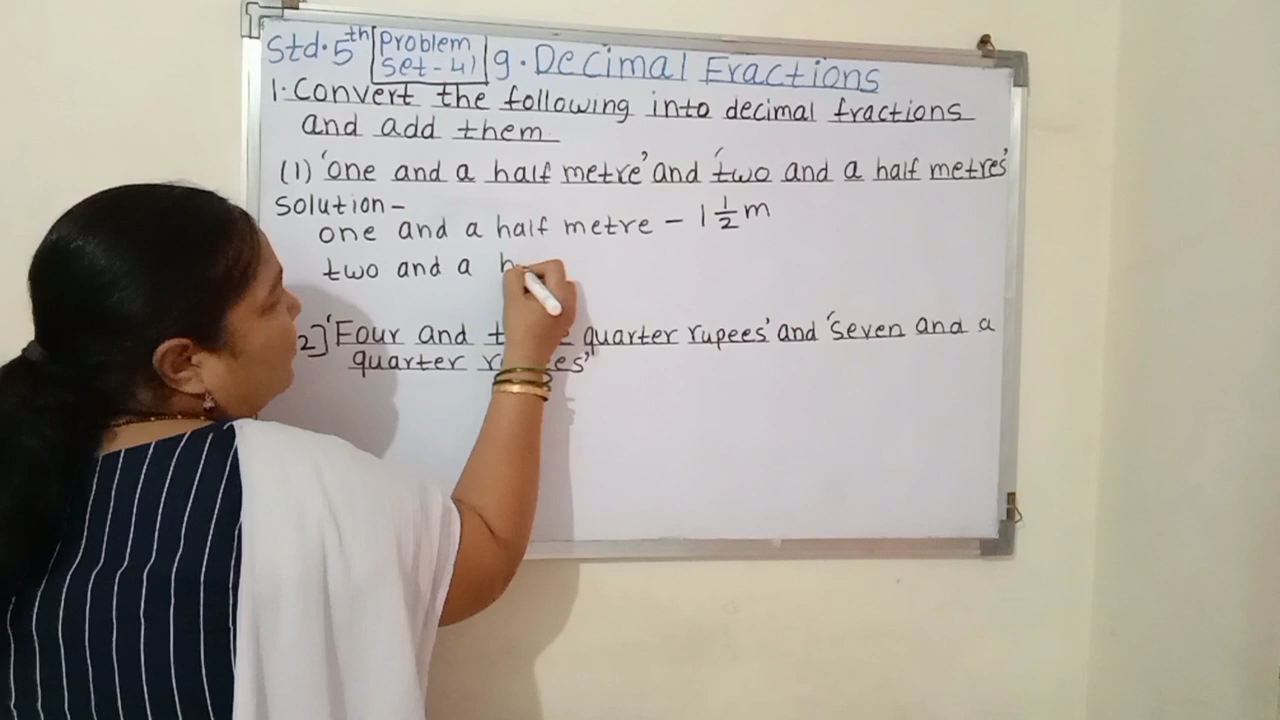 Std. 5th Problem Set-41 9. Decimal Fractions
1. Convert the following into decimal fractions
and add them
(1) 'one and a half metre' and 'two and a half metres'
Solution-
one and a half metre - 1 1/2 m
two and a h
2] 'Four and quarter rupees' and 'seven and a
quarter